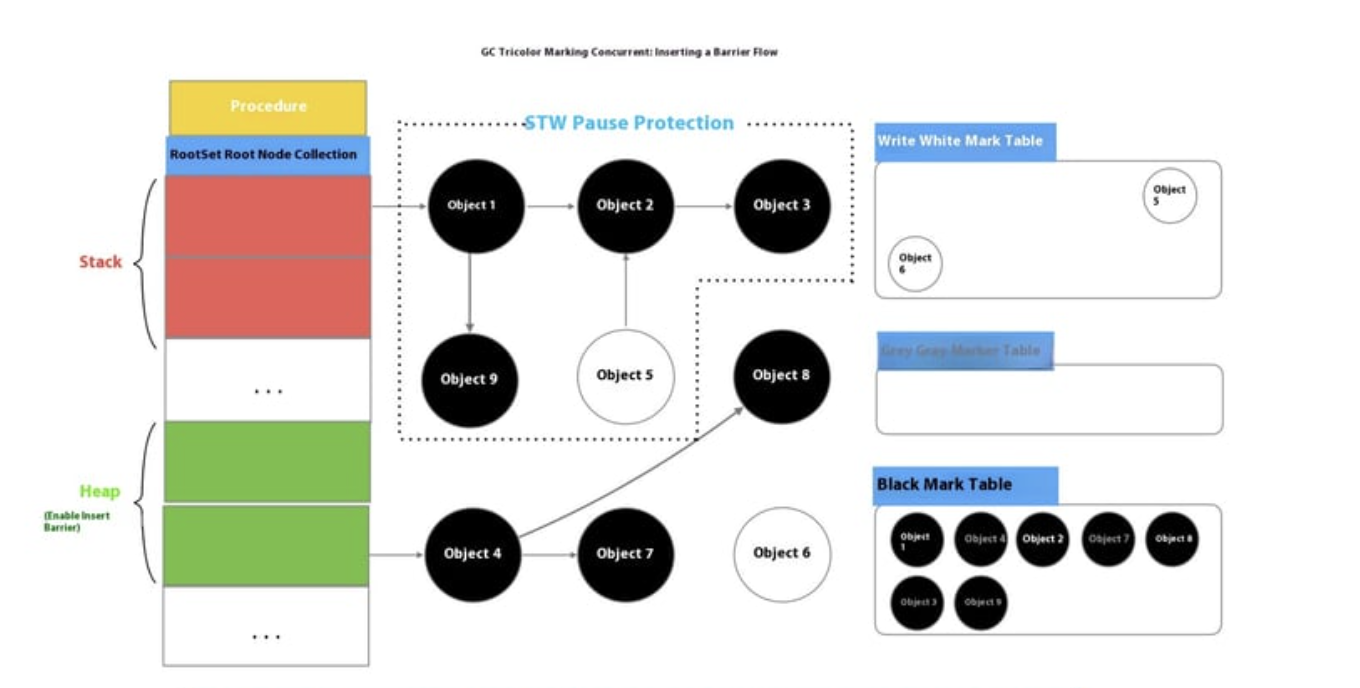 GC Tricolor Marking Concurrent: Inserting a Barrier Flow
Procedure
RootSet Root Node Collection
Stack
...
Heap
(Enable Insert
Barrier)
...
STW Pause Protection
Object 1
Object 2
Object 3
Object 9
Object 5
Object 8
Object 4
Object 7
Object 6
Write White Mark Table
Object
5
Object
6
Grey Gray Marker Table
Black Mark Table
Object
1
Object 4
Object 2
Object 7
Object 8
Object 3
Object 9